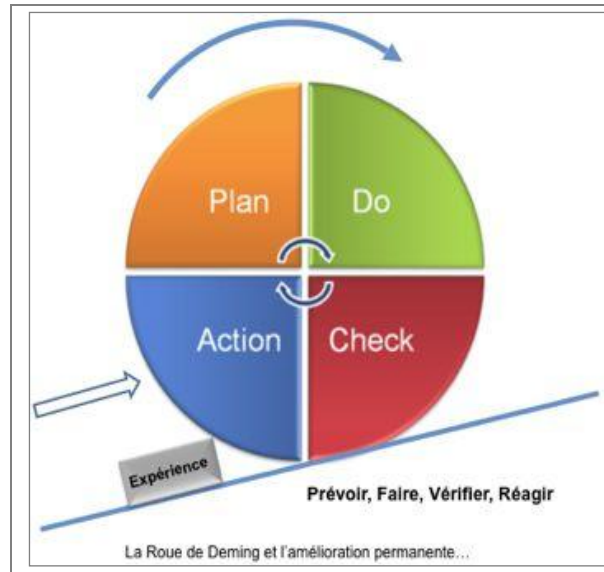 Plan
Do
Action
Check
Expérience
Prévoir, Faire, Vérifier, Réagir
La Roue de Deming et l'amélioration permanente...